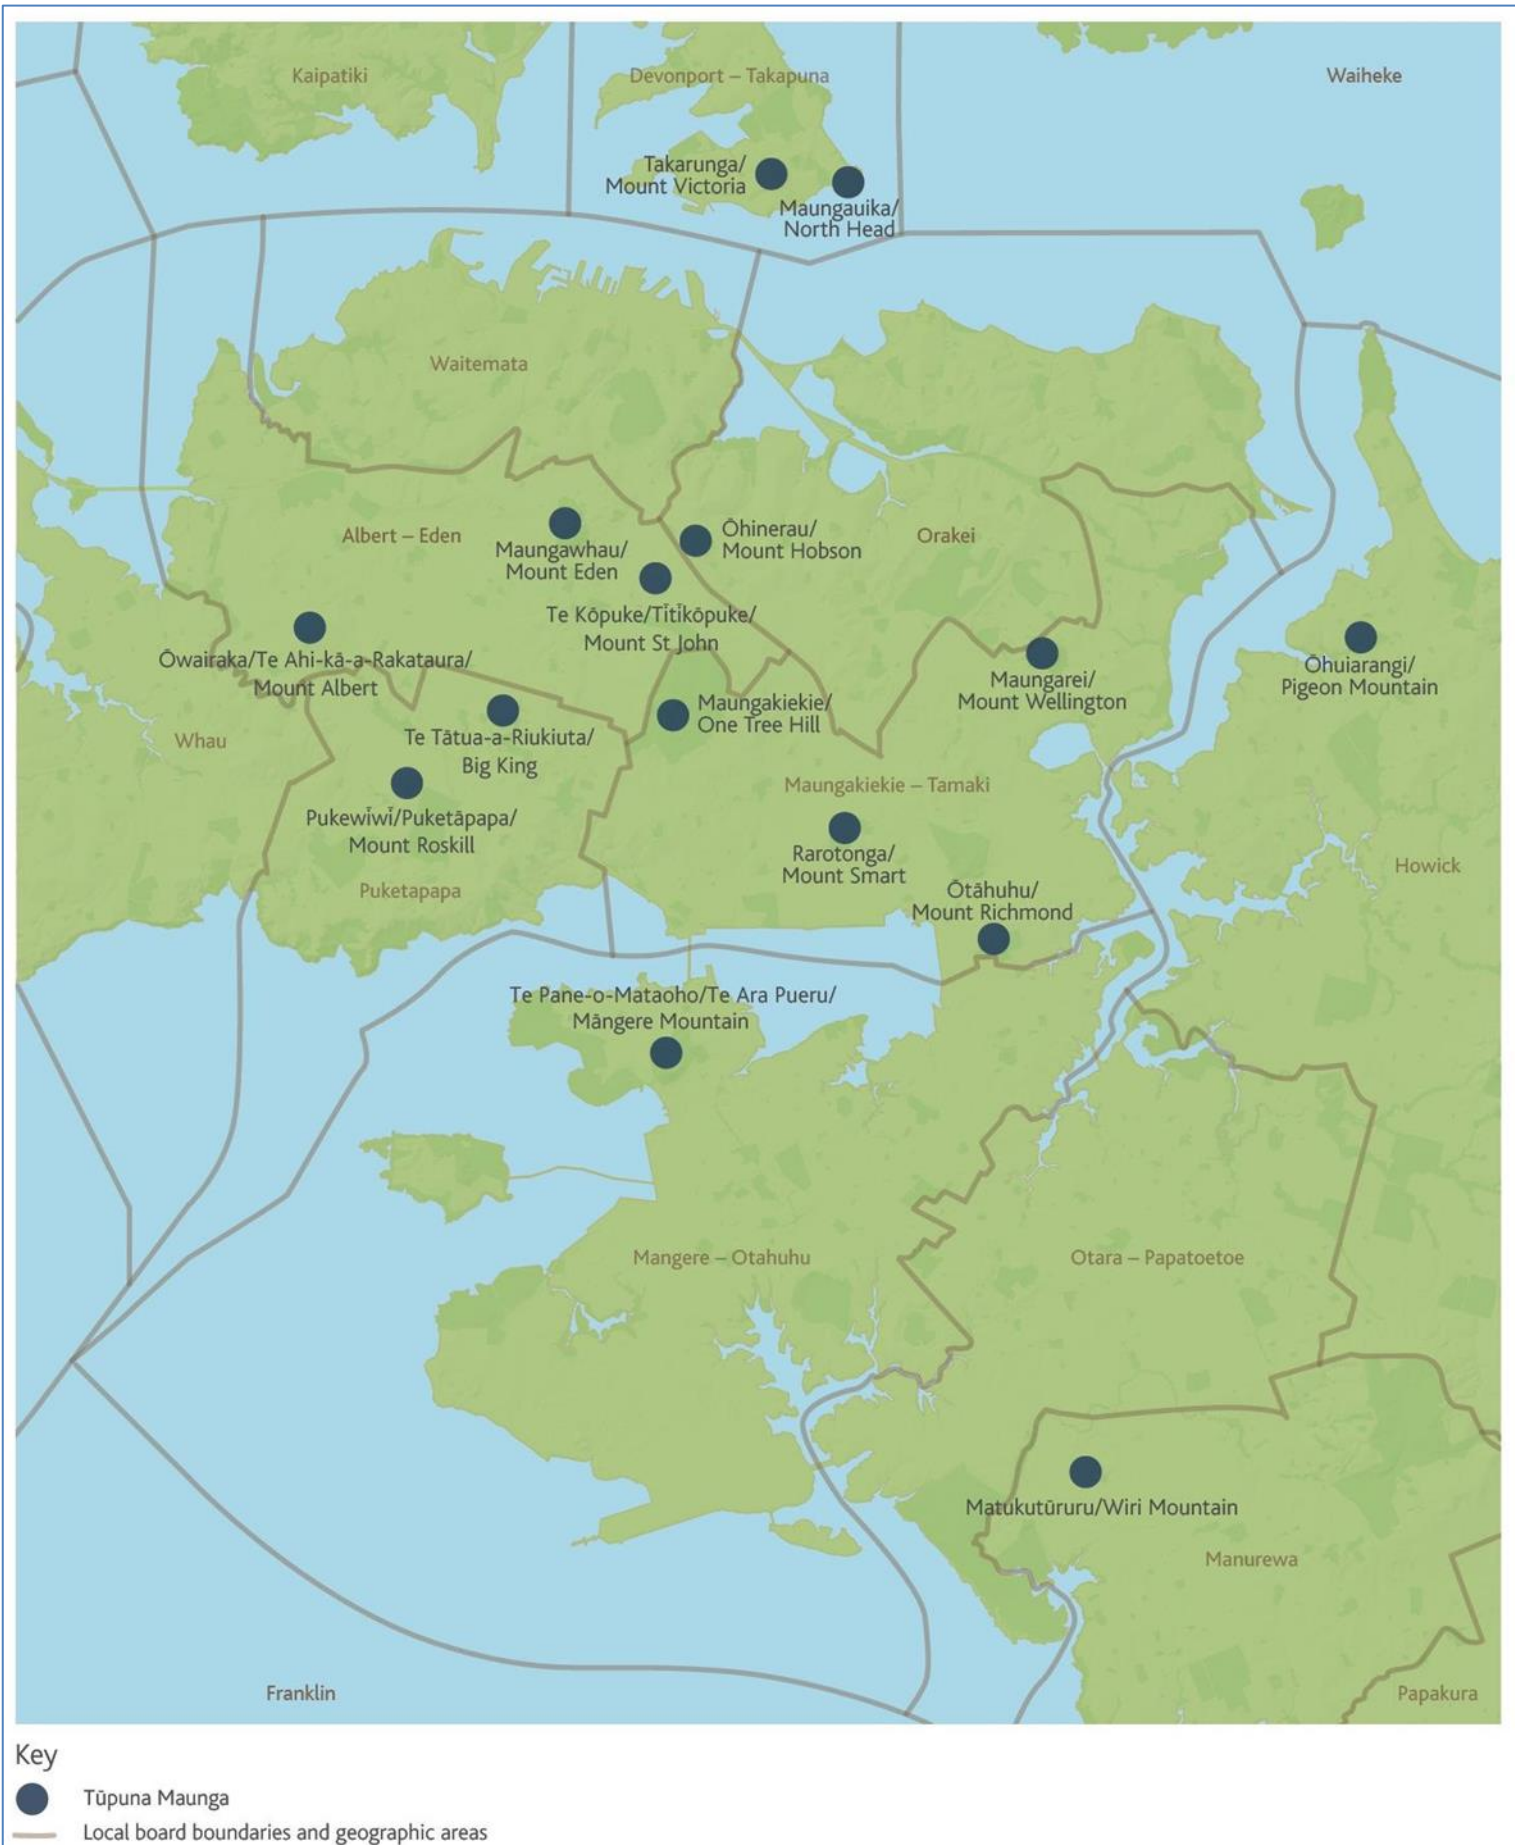 Kaipatiki
Devonport – Takapuna
Waiheke
Takarunga/
Mount Victoria
Maungauika/
North Head
Waitemata
Albert – Eden
Maungawhau/
Mount Eden
Ōhinerau/
Mount Hobson
Orakei
Te Kōpuke/Tītīkōpuke/
Mount St John
Ōwairaka/Te Ahi-kā-a-Rakataura/
Mount Albert
Maungarei/
Mount Wellington
Ōhuiarangi/
Pigeon Mountain
Whau
Te Tātua-a-Riukiuta/
Big King
Maungakiekie/
One Tree Hill
Maungakiekie – Tamaki
Pukewīwī/Puketāpapa/
Mount Roskill
Puketapapa
Rarotonga/
Mount Smart
Howick
Ōtāhuhu/
Mount Richmond
Te Pane-o-Mataoho/Te Ara Pueru/
Māngere Mountain
Mangere – Otahuhu
Otara – Papatoetoe
Matukutūruru/Wiri Mountain
Manurewa
Franklin
Papakura
Key
Tūpuna Maunga
Local board boundaries and geographic areas